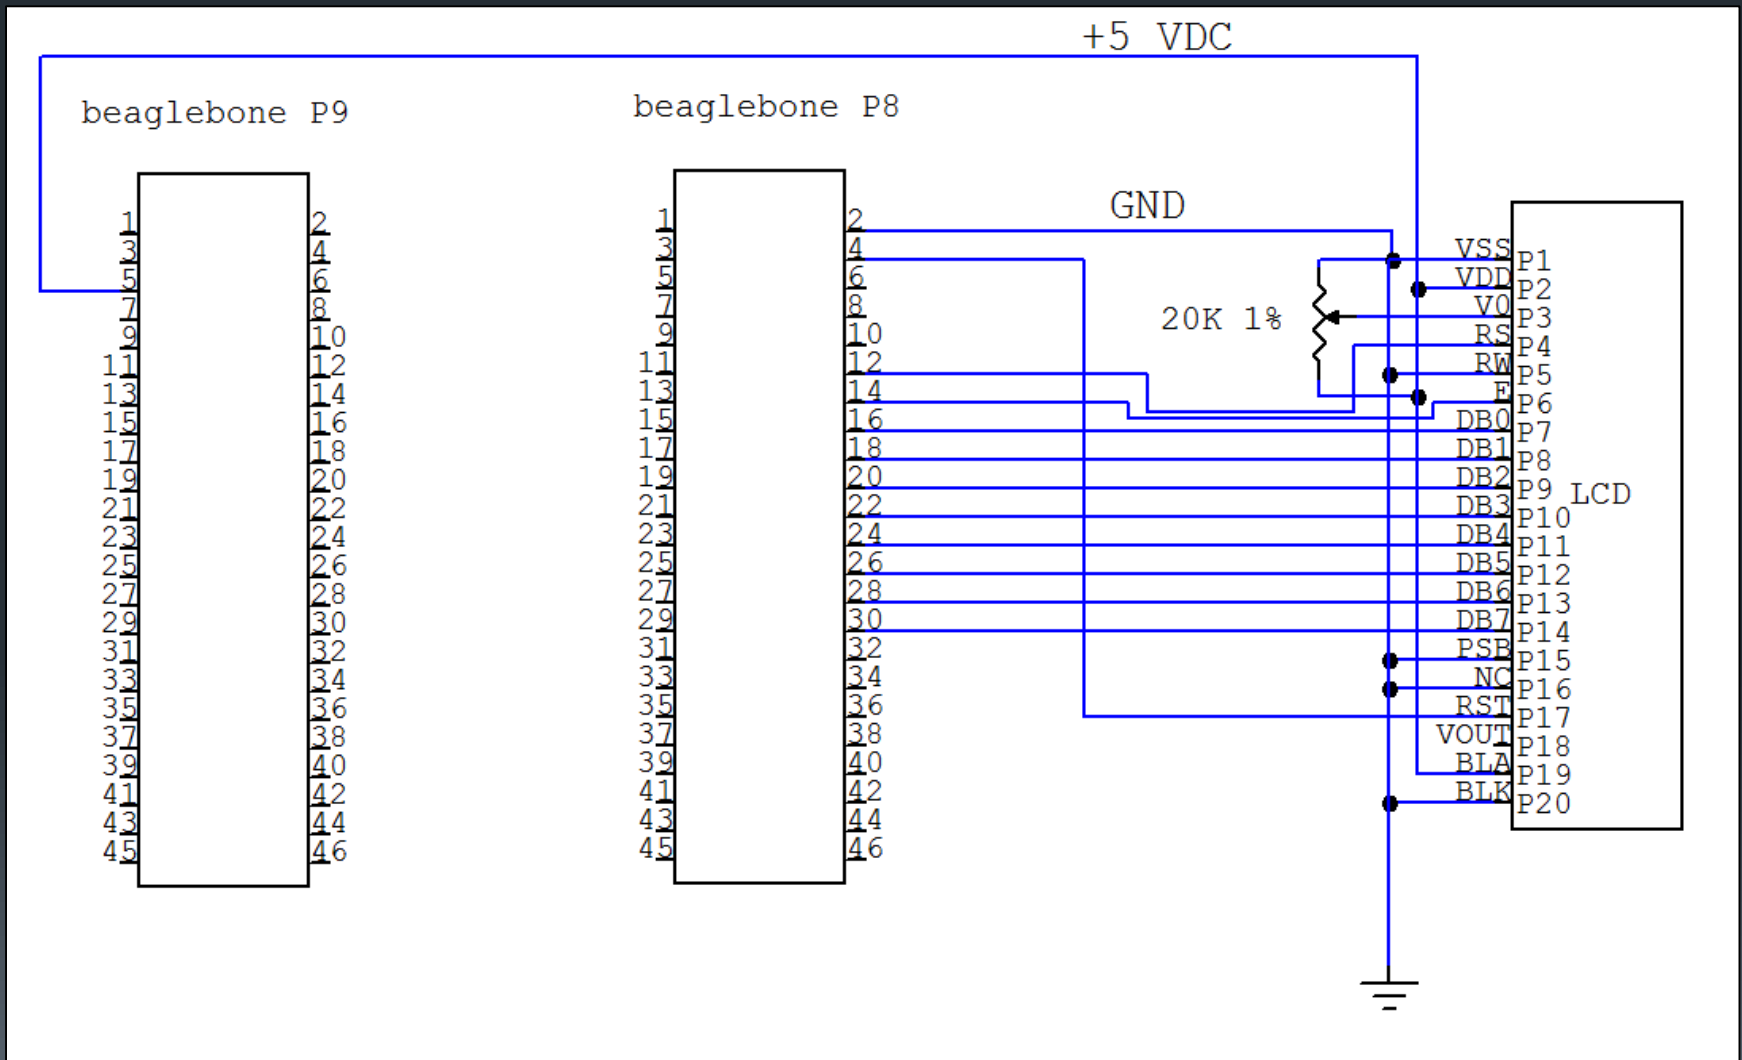 +5 VDC
beaglebone P9
beaglebone P8
1 2
3 4
5 6
7 8
9 10
11 12
13 14
15 16
17 18
19 20
21 22
23 24
25 26
27 28
29 30
31 32
33 34
35 36
37 38
39 40
41 42
43 44
45 46
1 2
3 4
5 6
7 8
9 10
11 12
13 14
15 16
17 18
19 20
21 22
23 24
25 26
27 28
29 30
31 32
33 34
35 36
37 38
39 40
41 42
43 44
45 46
GND
20K 1%
VSS P1
VDD P2
V0 P3
RS P4
RW P5
E P6
DB0 P7
DB1 P8
DB2 P9
LCD
DB3 P10
DB4 P11
DB5 P12
DB6 P13
DB7 P14
PSB P15
NC P16
RST P17
VOUT P18
BLA P19
BLK P20